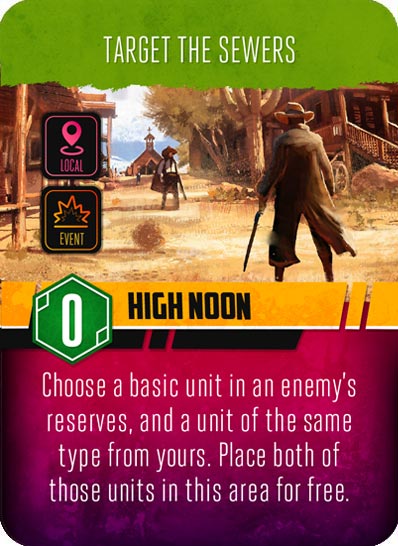 TARGET THE SEWERS
LOCAL
EVENT
0
HIGH NOON
Choose a basic unit in an enemy's
reserves, and a unit of the same
type from yours. Place both of
those units in this area for free.